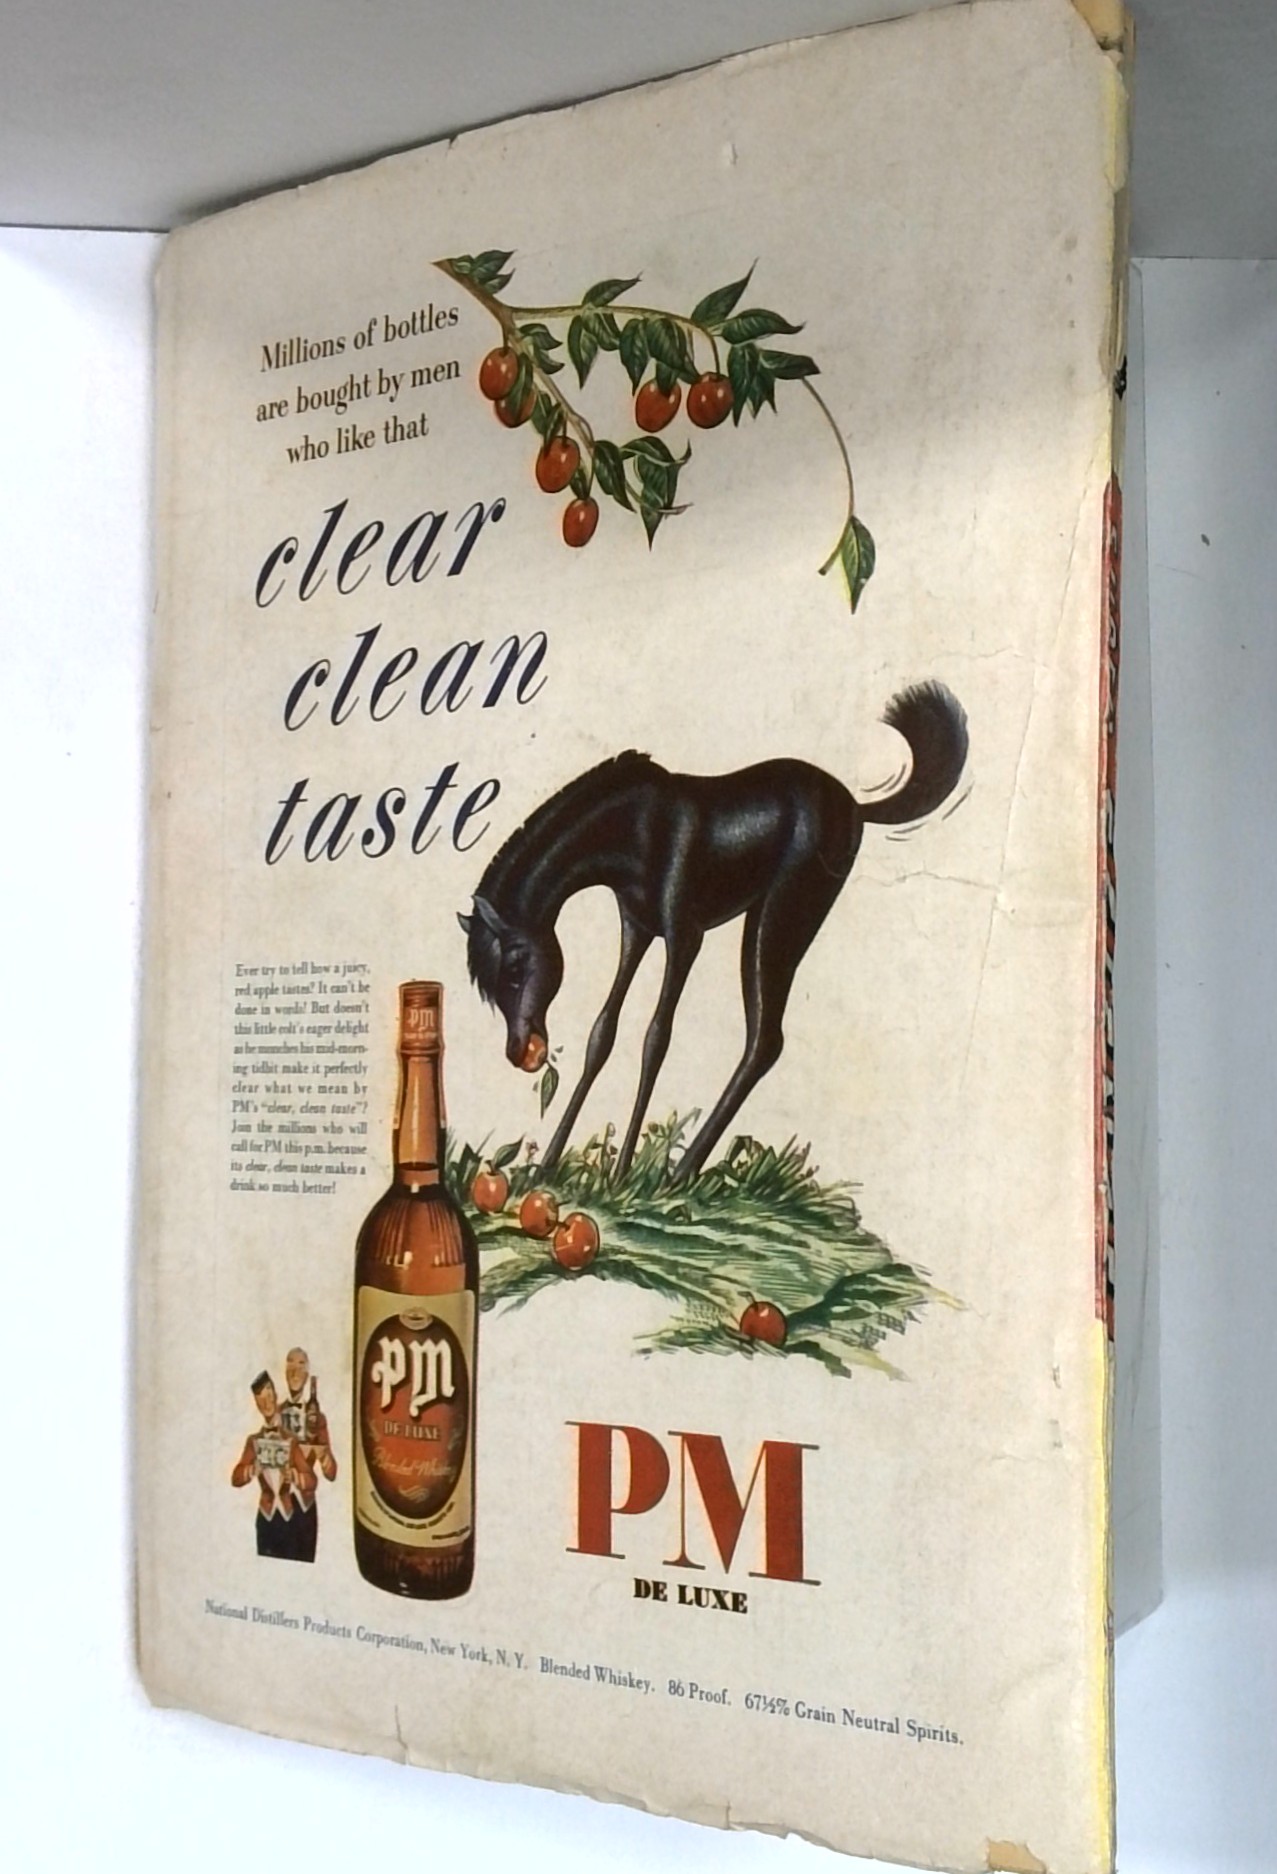 Millions of bottles
are bought by men
who like that
clear
clean
taste
Ever try to tell how a juicy,
red apple tastes? It can't be
done in words! But doesn't
this little colt's eager delight
as he munches his mid-morn-
ing tidbit make it perfectly
clear what we mean by
PM's "clear, clean taste"?
Join the millions who will
call for PM this p.m. because
its clear, clean taste makes a
drink so much better!
PM
PM
DE LUXE
Blended Whiskey
PM
DE LUXE
National Distillers Products Corporation, New York, N. Y. Blended Whiskey. 86 Proof. 67½% Grain Neutral Spirits.